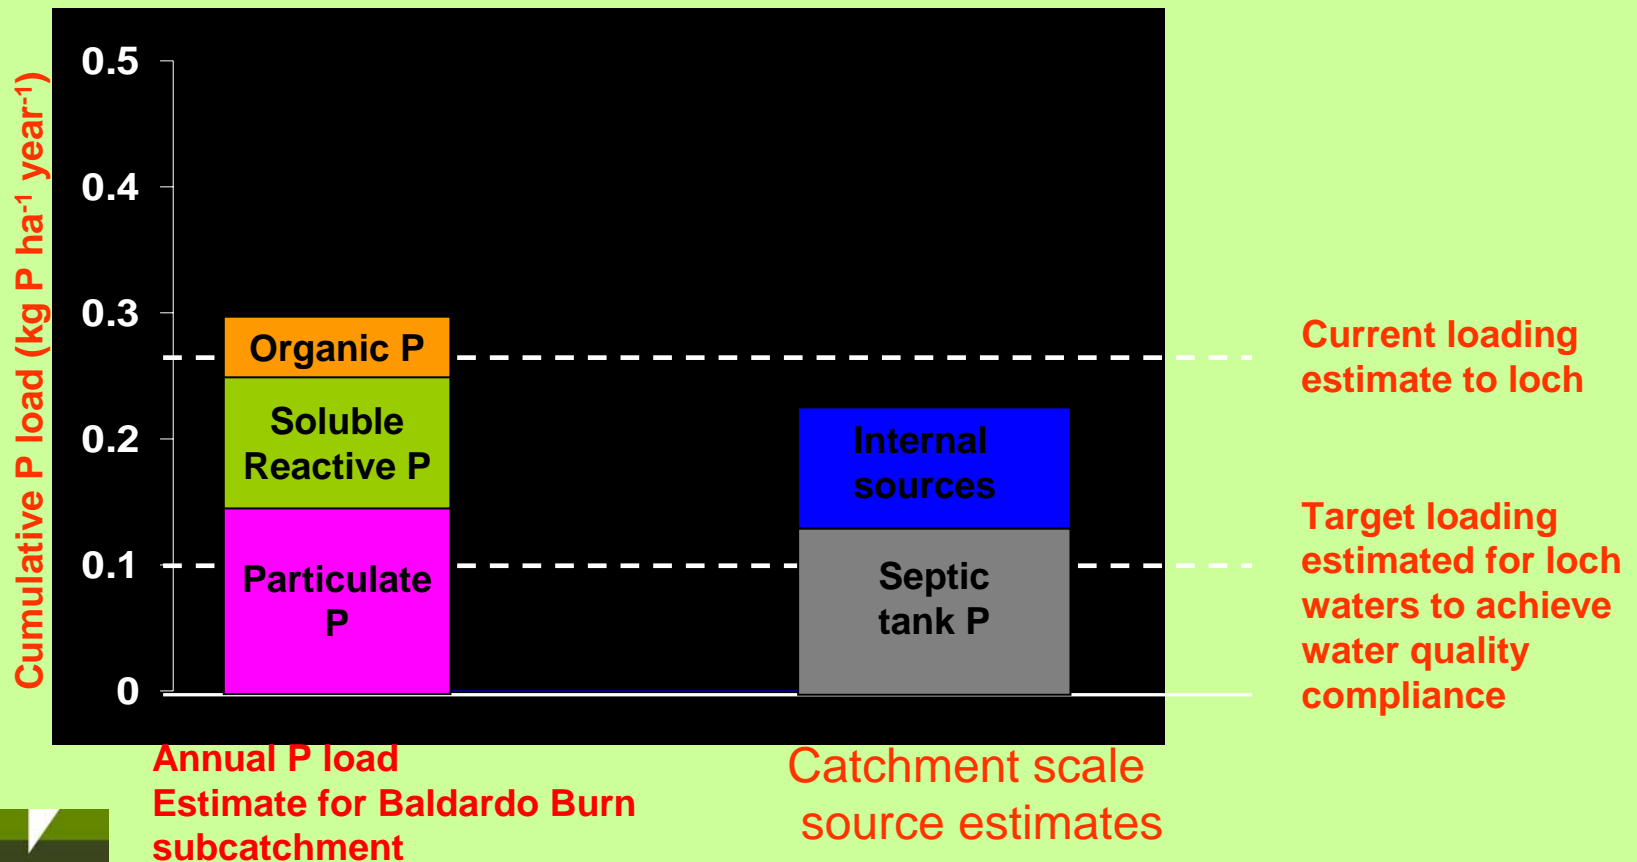 Cumulative P load (kg P ha⁻¹ year⁻¹)
0.5
0.4
0.3
0.2
0.1
0
Organic P
Soluble
Reactive P
Particulate
P
Internal
sources
Septic
tank P
Current loading
estimate to loch
Target loading
estimated for loch
waters to achieve
water quality
compliance
Annual P load
Estimate for Baldardo Burn
subcatchment
Catchment scale
source estimates